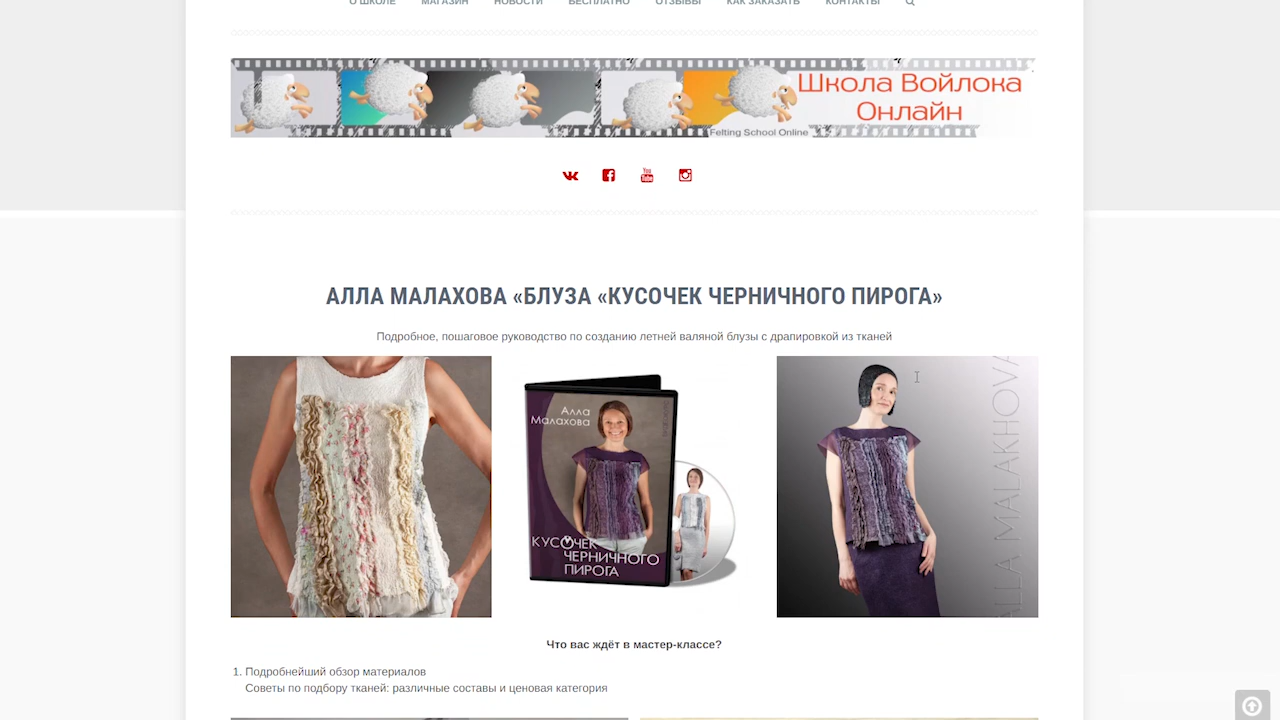 О ШКОЛЕ МАГАЗИН НОВОСТИ БЕСПЛАТНО ОТЗЫВЫ КАК ЗАКАЗАТЬ КОНТАКТЫ
Школа Войлока
Онлайн
Felting School Online
You
Tube
АЛЛА МАЛАХОВА «БЛУЗА «КУСОЧЕК ЧЕРНИЧНОГО ПИРОГА»
Подробное, пошаговое руководство по созданию летней валяной блузы с драпировкой из тканей
Алла
Малахова
КУСОЧЕК
ЧЕРНИЧНОГО
ПИРОГА
ALLA MALAKHOVA
Что вас ждёт в мастер-классе?
1. Подробнейший обзор материалов
Советы по подбору тканей: различные составы и ценовая категория